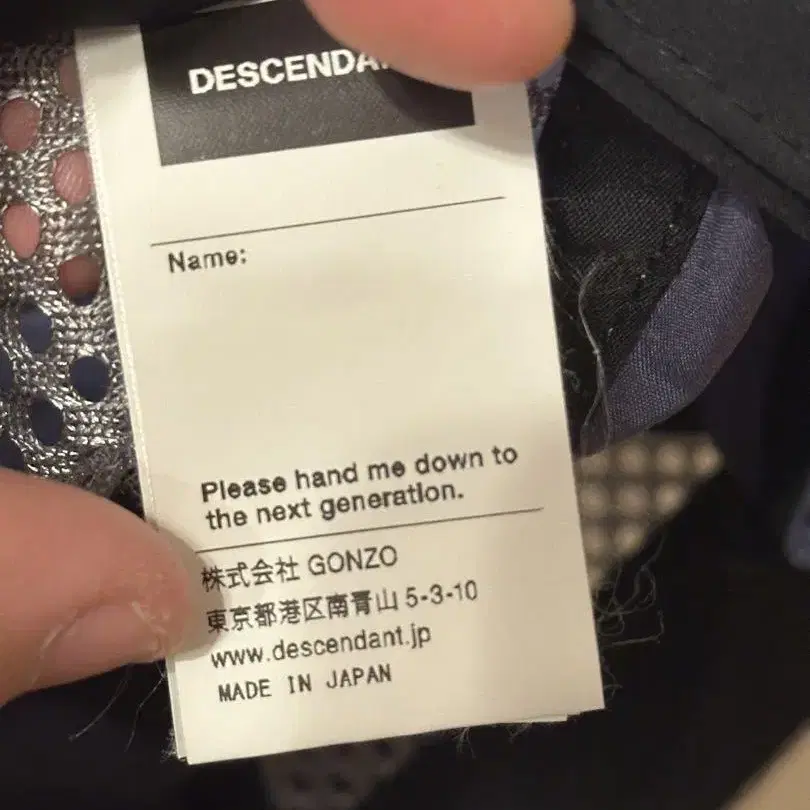 DESCENDA
Name:
Please hand me down to
the next generation.
株式会社 GONZO
東京都港区南青山 5-3-10
www.descendant.jp
MADE IN JAPAN